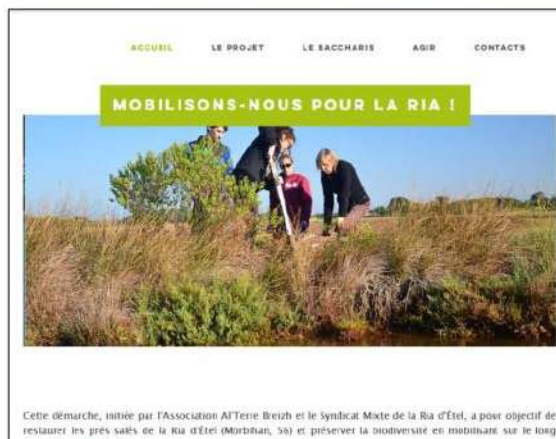 ACCUEIL LE PROJET LE SACCHARIS AGIR CONTACTS
MOBILISONS-NOUS POUR LA RIA !
Cette démarche, initiée par l'Association Al'Terre Breizh et le Syndicat Mixte de la Ria d'Étel, a pour objectif de
restaurer les prés salés de la Ria d'Étel (Morbihan, 56) et préserver la biodiversité en mobilisant sur le long